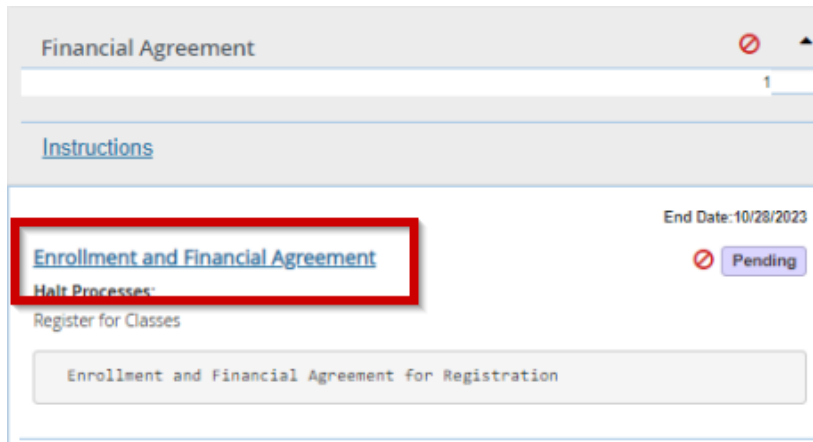 Financial Agreement
1
Instructions
End Date:10/28/2023
Enrollment and Financial Agreement
Pending
Halt Processes:
Register for Classes
Enrollment and Financial Agreement for Registration